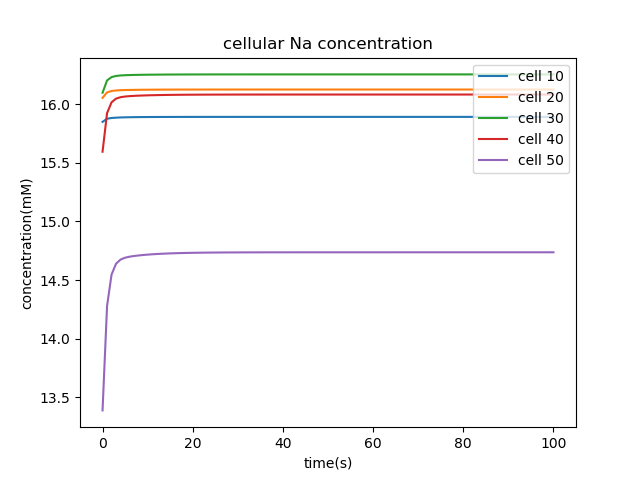 cellular Na concentration
concentration(mM)
16.0
15.5
15.0
14.5
14.0
13.5
cell 10
cell 20
cell 30
cell 40
cell 50
0 20 40 60 80 100
time(s)